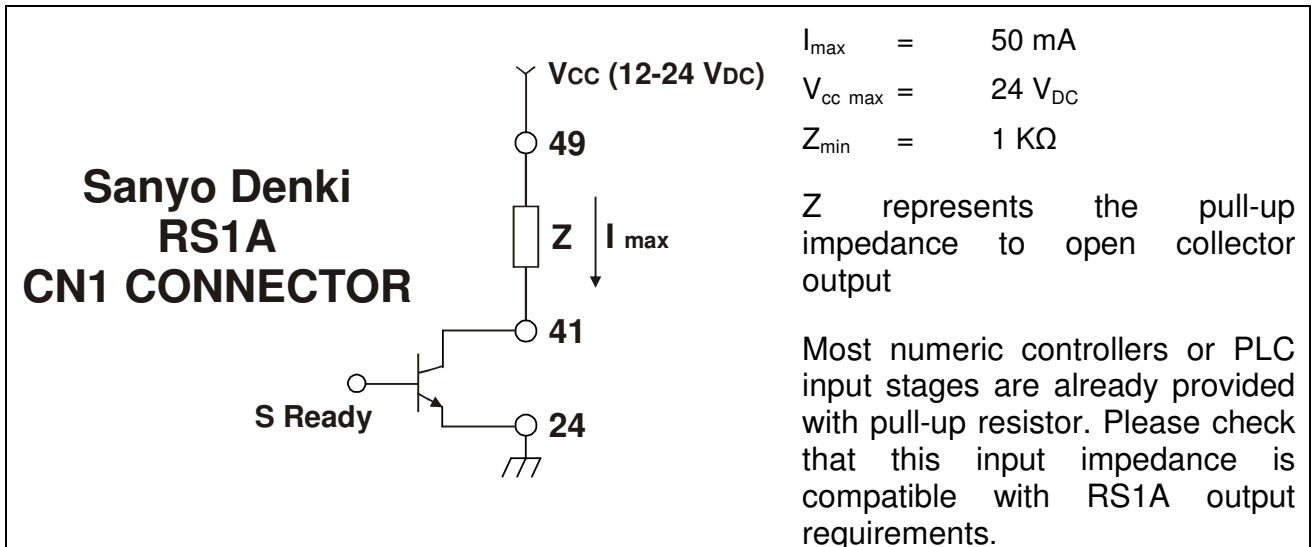 Sanyo Denki
RS1A
CN1 CONNECTOR
Vcc (12-24 VDC)
49
Z
I max
41
S Ready
24
Imax = 50 mA
Vcc max = 24 VDC
Zmin = 1 KΩ
Z represents the pull-up
impedance to open collector
output
Most numeric controllers or PLC
input stages are already provided
with pull-up resistor. Please check
that this input impedance is
compatible with RS1A output
requirements.